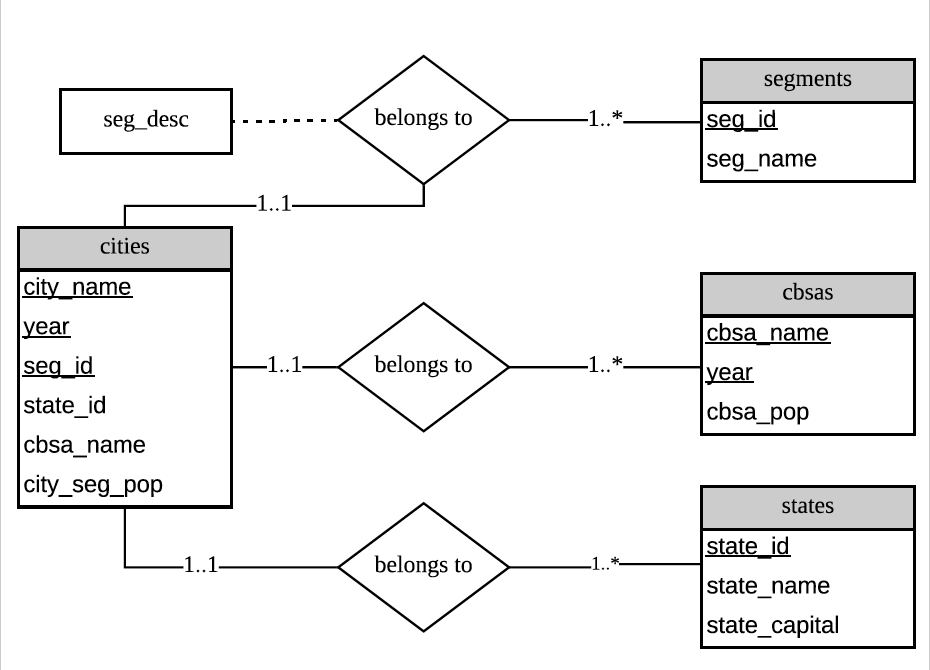 seg_desc
belongs to
1..*
segments
seg_id
seg_name
1..1
cities
city_name
year
seg_id
state_id
cbsa_name
city_seg_pop
1..1
belongs to
1..*
cbsas
cbsa_name
year
cbsa_pop
1..1
belongs to
1..*
states
state_id
state_name
state_capital